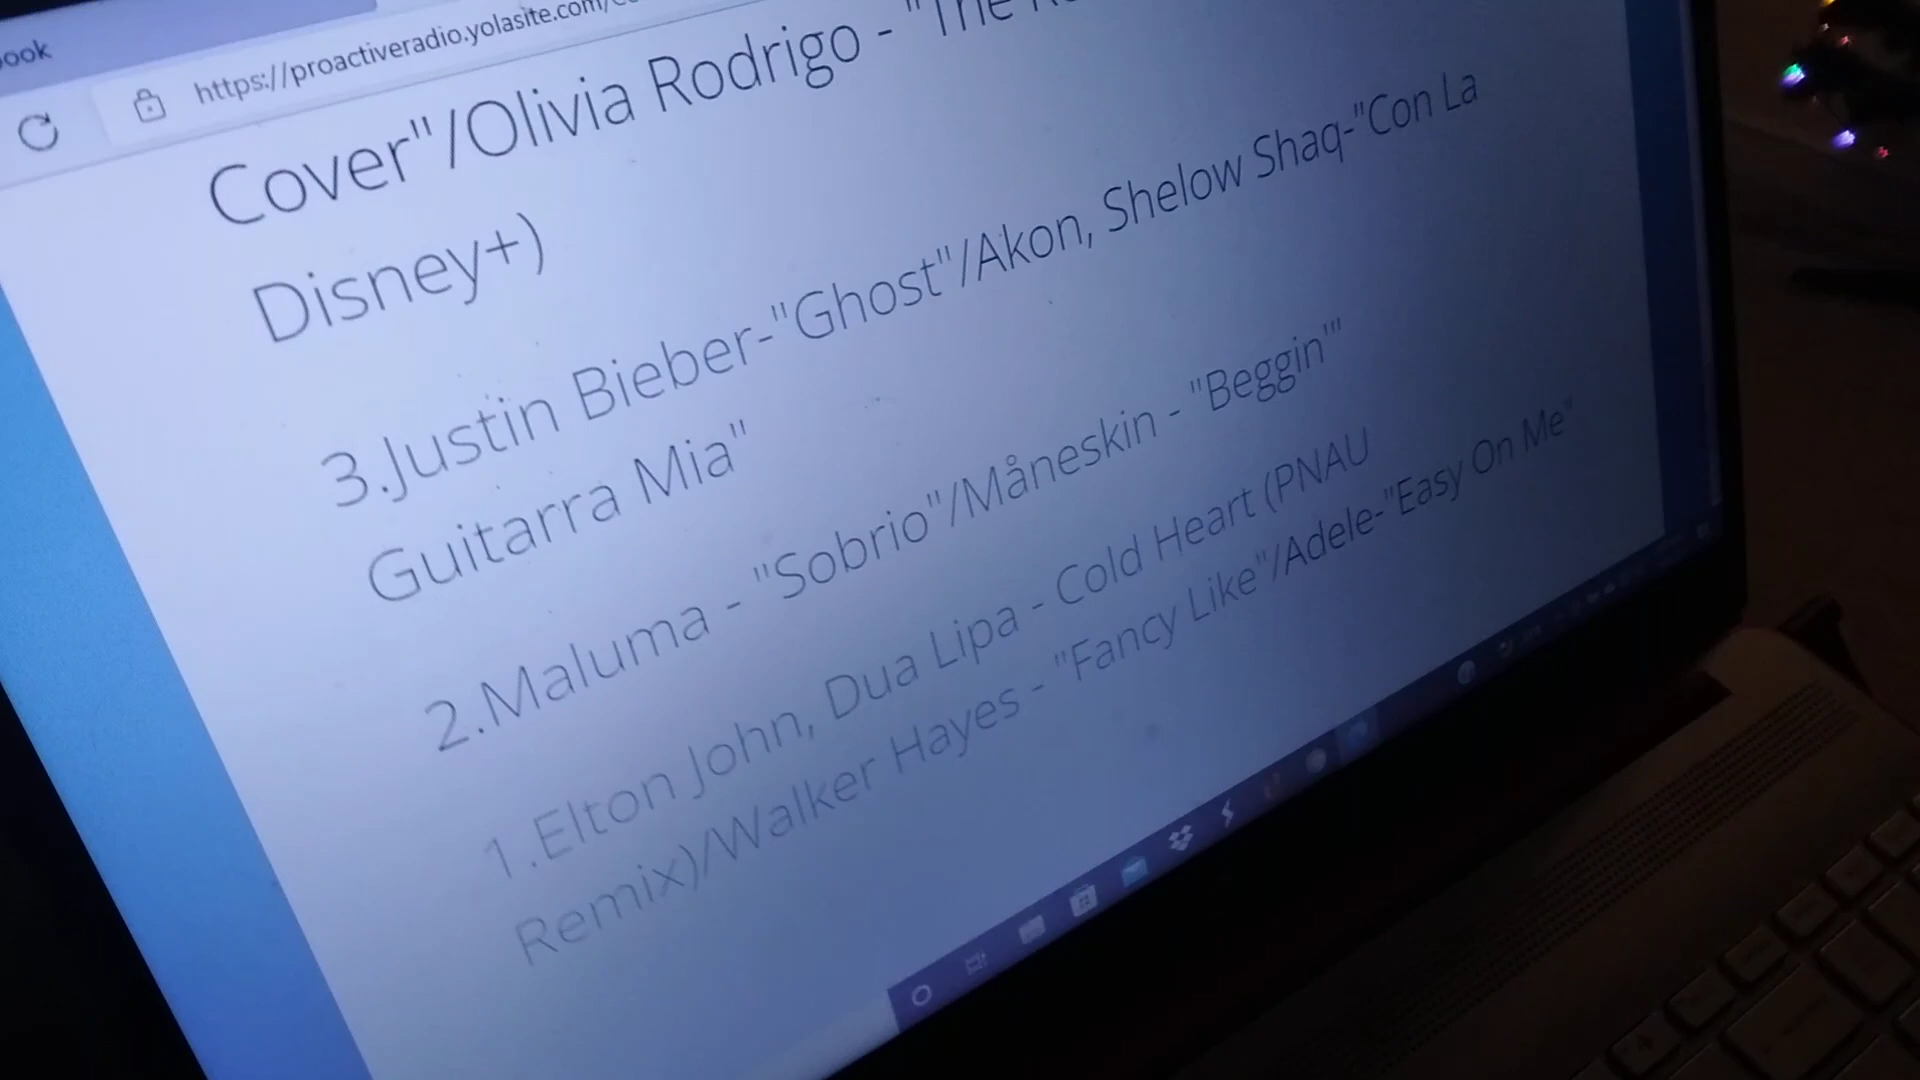 ook
https://proactiveradio.yolasite.com/
Cover"/Olivia Rodrigo - "The
Disney+)
3.Justin Bieber-"Ghost"/Akon, Shelow Shaq-"Con La
Guitarra Mia"
2.Maluma - "Sobrio"/Måneskin - "Beggin'"
1.Elton John, Dua Lipa - Cold Heart (PNAU
Remix)/Walker Hayes - "Fancy Like"/Adele-"Easy On Me"